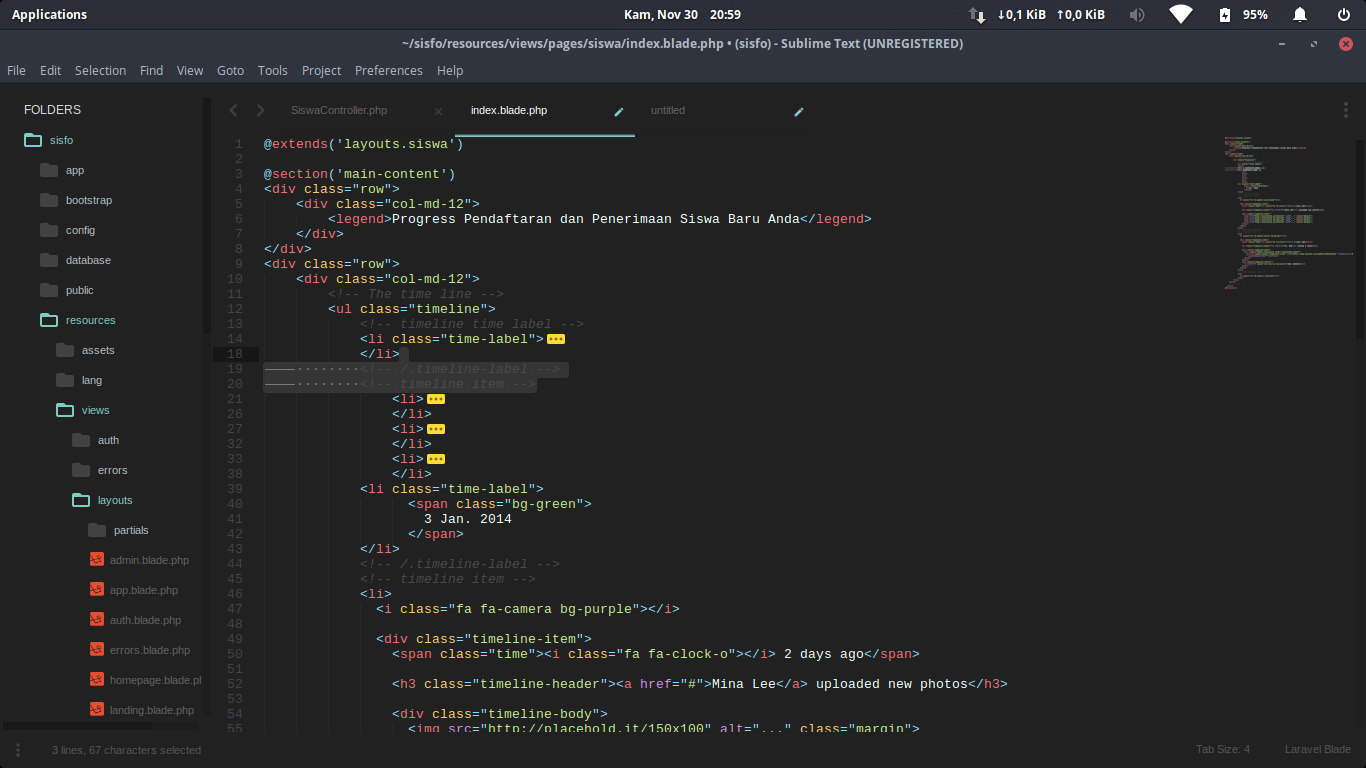 Applications
Kam, Nov 30 20:59
↓0,1 KiB ↑0,0 KiB
95%
~/sisfo/resources/views/pages/siswa/index.blade.php • (sisfo) - Sublime Text (UNREGISTERED)
File Edit Selection Find View Goto Tools Project Preferences Help
FOLDERS
sisfo
app
bootstrap
config
database
public
resources
assets
lang
views
auth
errors
layouts
partials
admin.blade.php
app.blade.php
auth.blade.php
errors.blade.php
homepage.blade.pl
landing.blade.php
SiswaController.php
index.blade.php
untitled
1 @extends('layouts.siswa')
2
3 @section('main-content')
4 <div class="row">
5 <div class="col-md-12">
6 <legend>Progress Pendaftaran dan Penerimaan Siswa Baru Anda</legend>
7 </div>
8 </div>
9 <div class="row">
10 <div class="col-md-12">
11 <!-- The time line -->
12 <ul class="timeline">
13 <!-- timeline time label -->
14 <li class="time-label">
18 </li>
19 <!-- /.timeline-label -->
20 <!-- timeline item -->
21 <li>
26 </li>
27 <li>
32 </li>
33 <li>
38 </li>
39 <li class="time-label">
40 <span class="bg-green">
41 3 Jan. 2014
42 </span>
43 </li>
44 <!-- /.timeline-label -->
45 <!-- timeline item -->
46 <li>
47 <i class="fa fa-camera bg-purple"></i>
48
49 <div class="timeline-item">
50 <span class="time"><i class="fa fa-clock-o"></i> 2 days ago</span>
51
52 <h3 class="timeline-header"><a href="#">Mina Lee</a> uploaded new photos</h3>
53
54 <div class="timeline-body">
55 <img src="http://placehold.it/150x100" alt="..." class="margin">
3 lines, 67 characters selected
Tab Size: 4
Laravel Blade